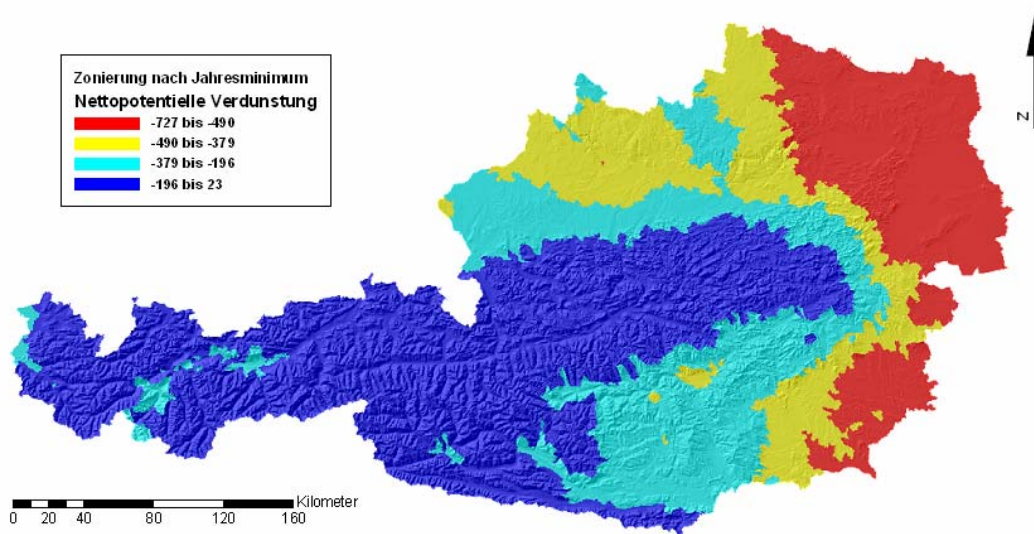 Zonierung nach Jahresminimum
Nettopotentielle Verdunstung
-727 bis -490
-490 bis -379
-379 bis -196
-196 bis 23
Z
Kilometer
0 20 40 80 120 160